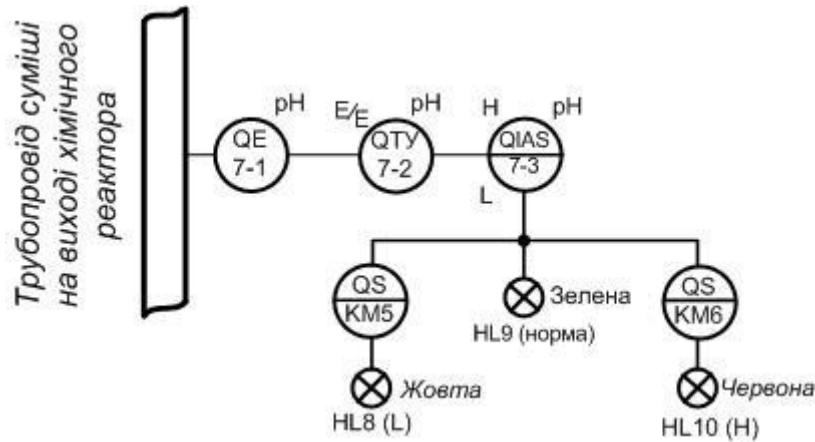 Трубопровід суміші
на виході хімічного
реактора
pH
QE
7-1
E/E
pH
QTУ
7-2
H
pH
QIAS
7-3
L
QS
KM5
Зелена
HL9 (норма)
QS
KM6
Жовта
HL8 (L)
Червона
HL10 (H)